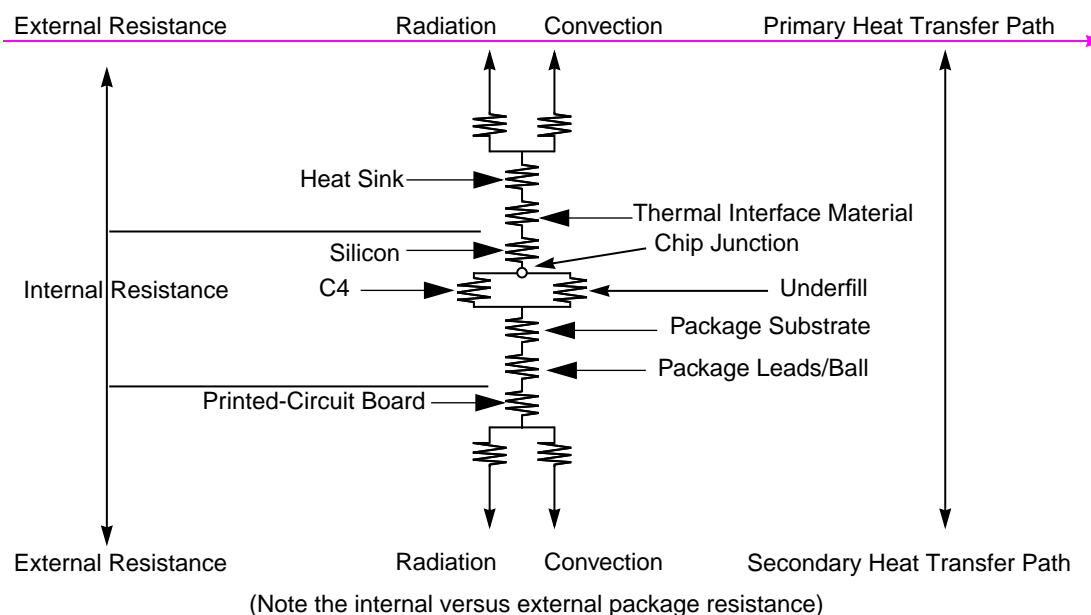 External Resistance Radiation Convection Primary Heat Transfer Path
Heat Sink
Thermal Interface Material
Silicon Chip Junction
Internal Resistance C4 Underfill
Package Substrate
Package Leads/Ball
Printed-Circuit Board
External Resistance Radiation Convection Secondary Heat Transfer Path
(Note the internal versus external package resistance)